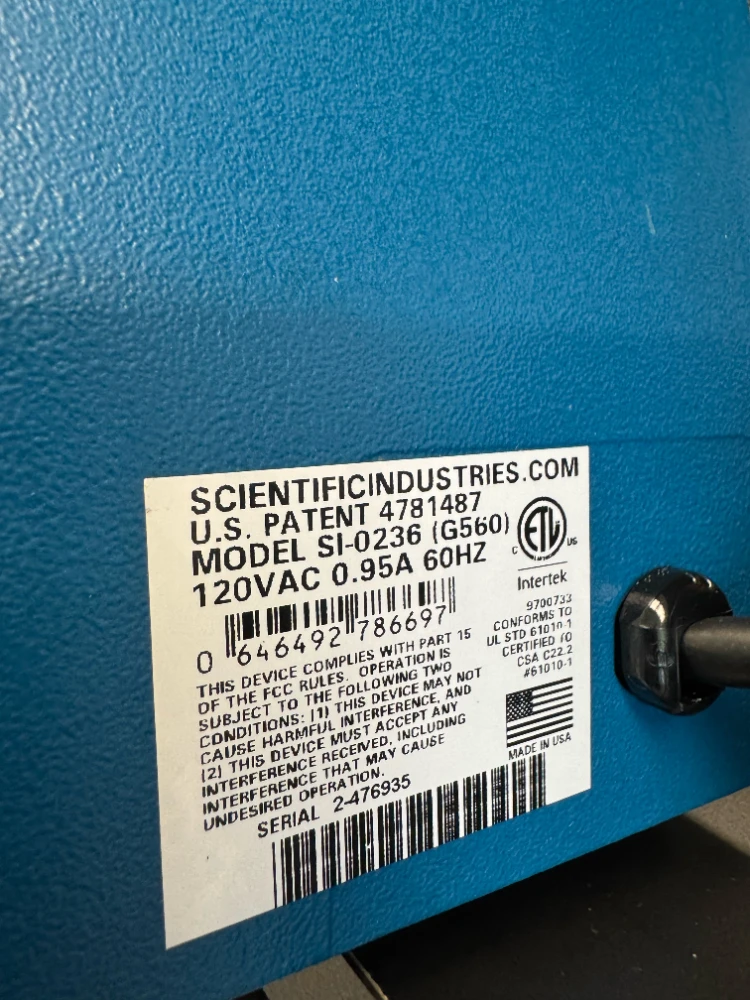 SCIENTIFICINDUSTRIES.COM
U.S. PATENT 4781487
MODEL SI-0236 (G560)
120VAC 0.95A 60HZ
C ETL US
Intertek
0 646492 786697
9700733
CONFORMS TO
UL STD 61010-1
CERTIFIED TO
CSA C22.2
#61010-1
THIS DEVICE COMPLIES WITH PART 15
OF THE FCC RULES. OPERATION IS
SUBJECT TO THE FOLLOWING TWO
CONDITIONS: (1) THIS DEVICE MAY NOT
CAUSE HARMFUL INTERFERENCE, AND
(2) THIS DEVICE MUST ACCEPT ANY
INTERFERENCE RECEIVED, INCLUDING
INTERFERENCE THAT MAY CAUSE
UNDESIRED OPERATION.
MADE IN USA
SERIAL 2-476935